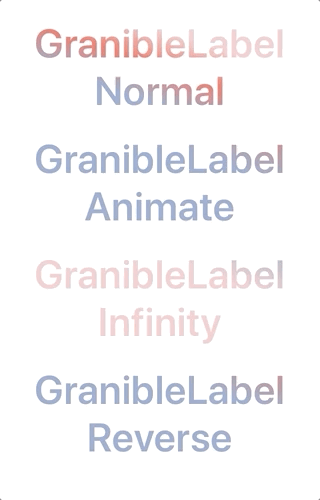 GranibleLabel
Normal
GranibleLabel
Animate
GranibleLabel
Infinity
GranibleLabel
Reverse